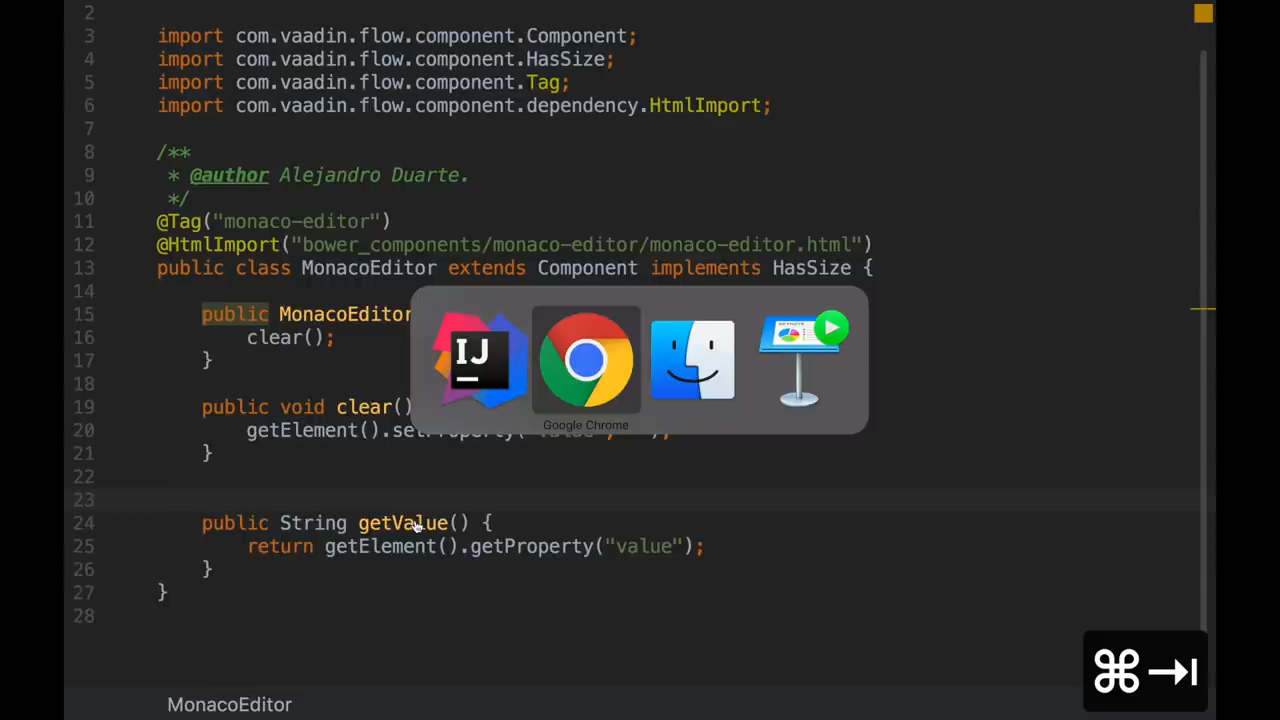 2
3 import com.vaadin.flow.component.Component;
4 import com.vaadin.flow.component.HasSize;
5 import com.vaadin.flow.component.Tag;
6 import com.vaadin.flow.component.dependency.HtmlImport;
7
8 /**
9 * @author Alejandro Duarte.
10 */
11 @Tag("monaco-editor")
12 @HtmlImport("bower_components/monaco-editor/monaco-editor.html")
13 public class MonacoEditor extends Component implements HasSize {
14
15 public MonacoEditor
16 clear();
17 }
18
19 public void clear()
20 getElement().setProperty("value", "");
21 }
22
23
24 public String getValue() {
25 return getElement().getProperty("value");
26 }
27 }
28
IJ
Google Chrome
⌘⇥
MonacoEditor